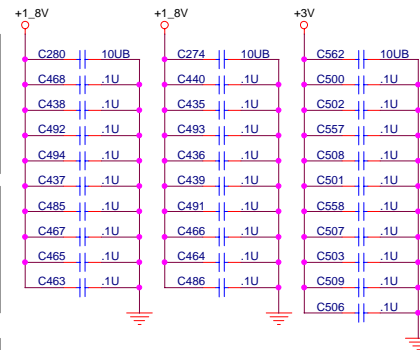 +1_8V +1_8V +3V
C280 10UB C274 10UB C562 10UB
C468 .1U C440 .1U C500 .1U
C438 .1U C435 .1U C502 .1U
C492 .1U C493 .1U C557 .1U
C494 .1U C436 .1U C508 .1U
C437 .1U C439 .1U C501 .1U
C485 .1U C491 .1U C558 .1U
C467 .1U C466 .1U C507 .1U
C465 .1U C464 .1U C503 .1U
C463 .1U C486 .1U C509 .1U
C506 .1U